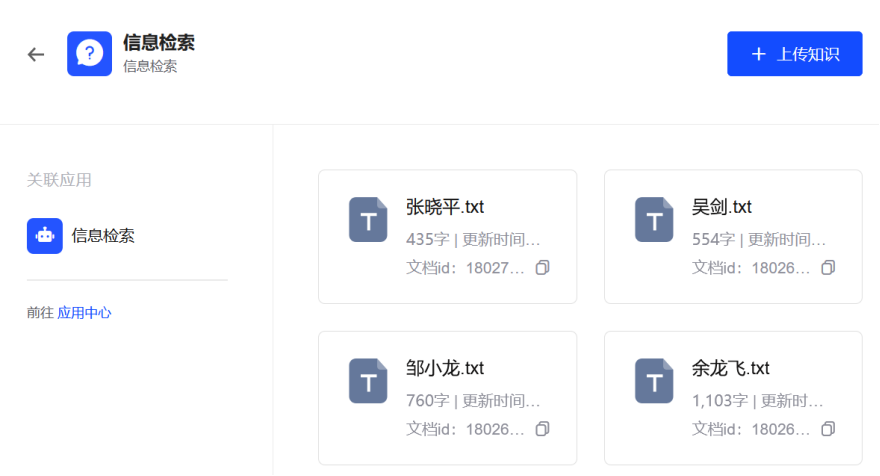 信息检索
信息检索
+ 上传知识
关联应用
信息检索
前往 应用中心
张晓平.txt
435字 | 更新时间...
文档id：18027...
吴剑.txt
554字 | 更新时间...
文档id：18026...
邹小龙.txt
760字 | 更新时间...
文档id：18026...
余龙飞.txt
1,103字 | 更新时...
文档id：18026...